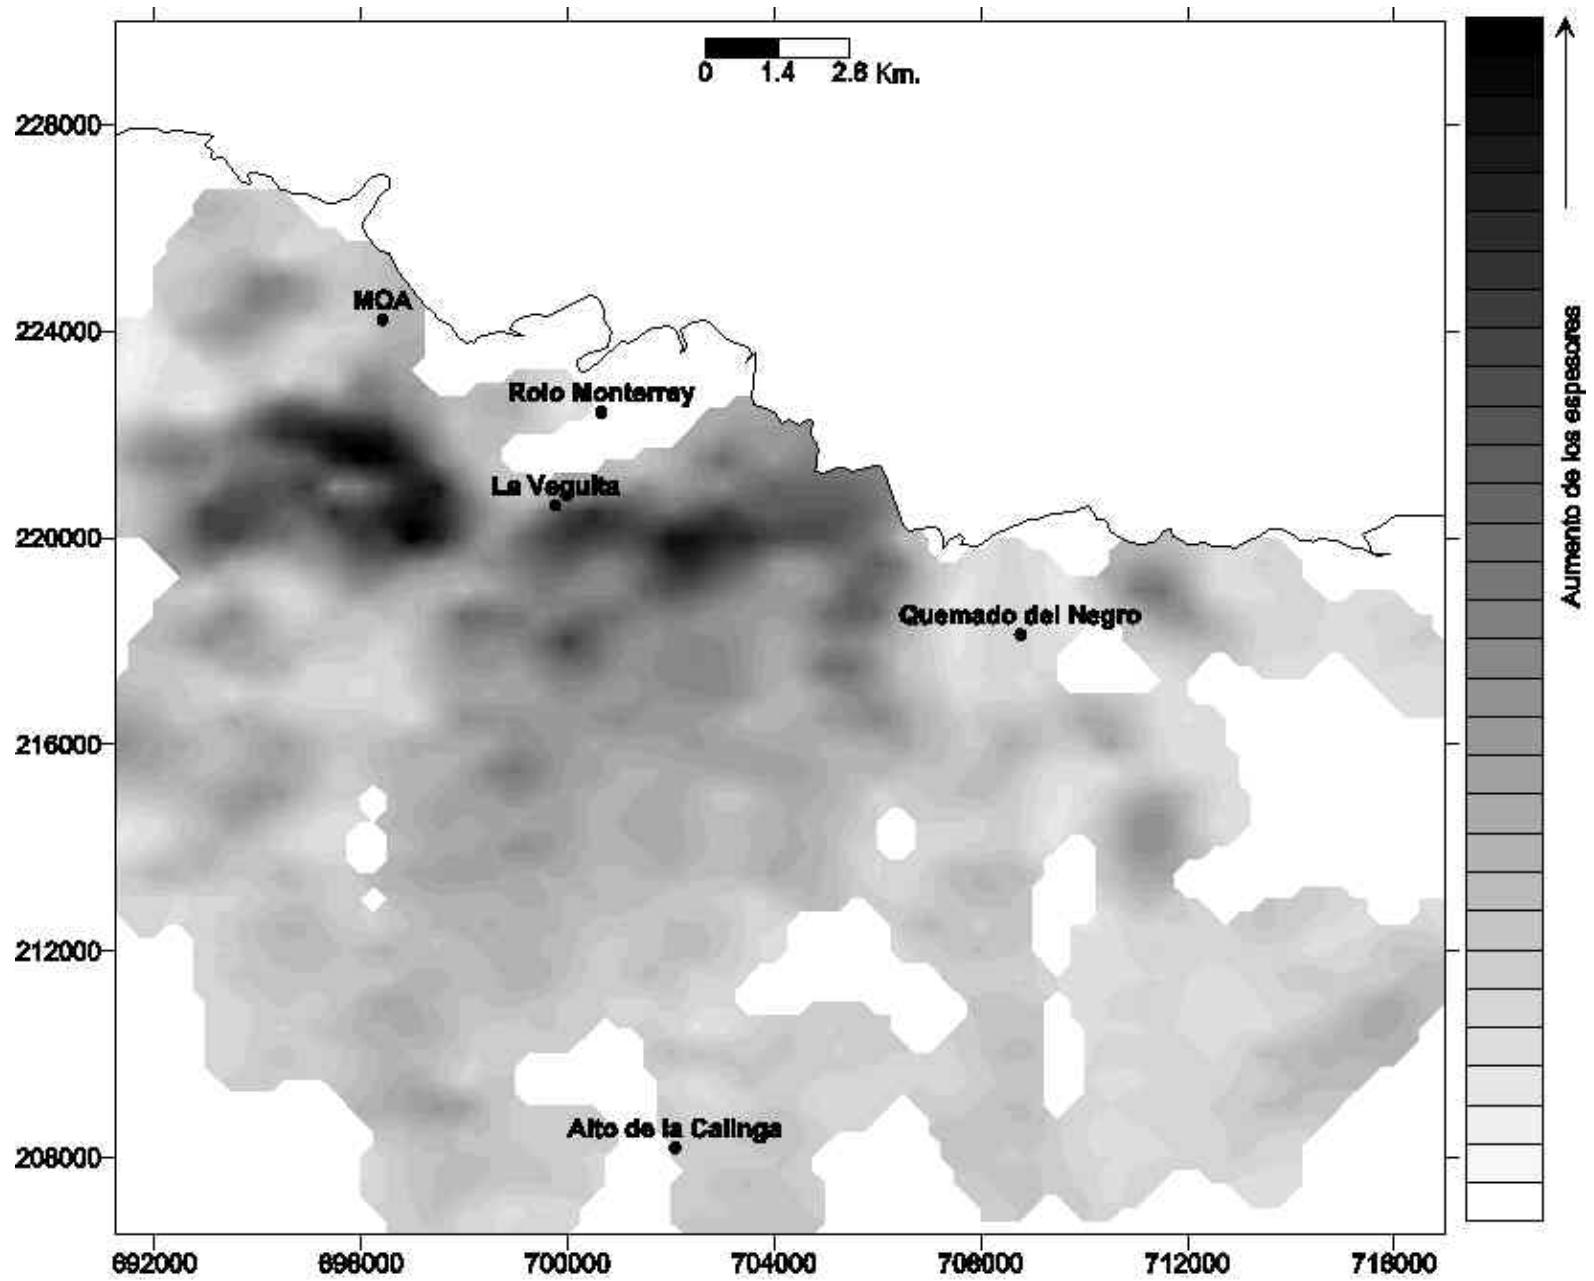 0 1.4 2.8 Km.
228000
MOA
224000
Rolo Monterrey
La Veguita
220000
Quemado del Negro
216000
212000
Alto de la Calinga
208000
692000 696000 700000 704000 708000 712000 716000
Aumento de los espesores